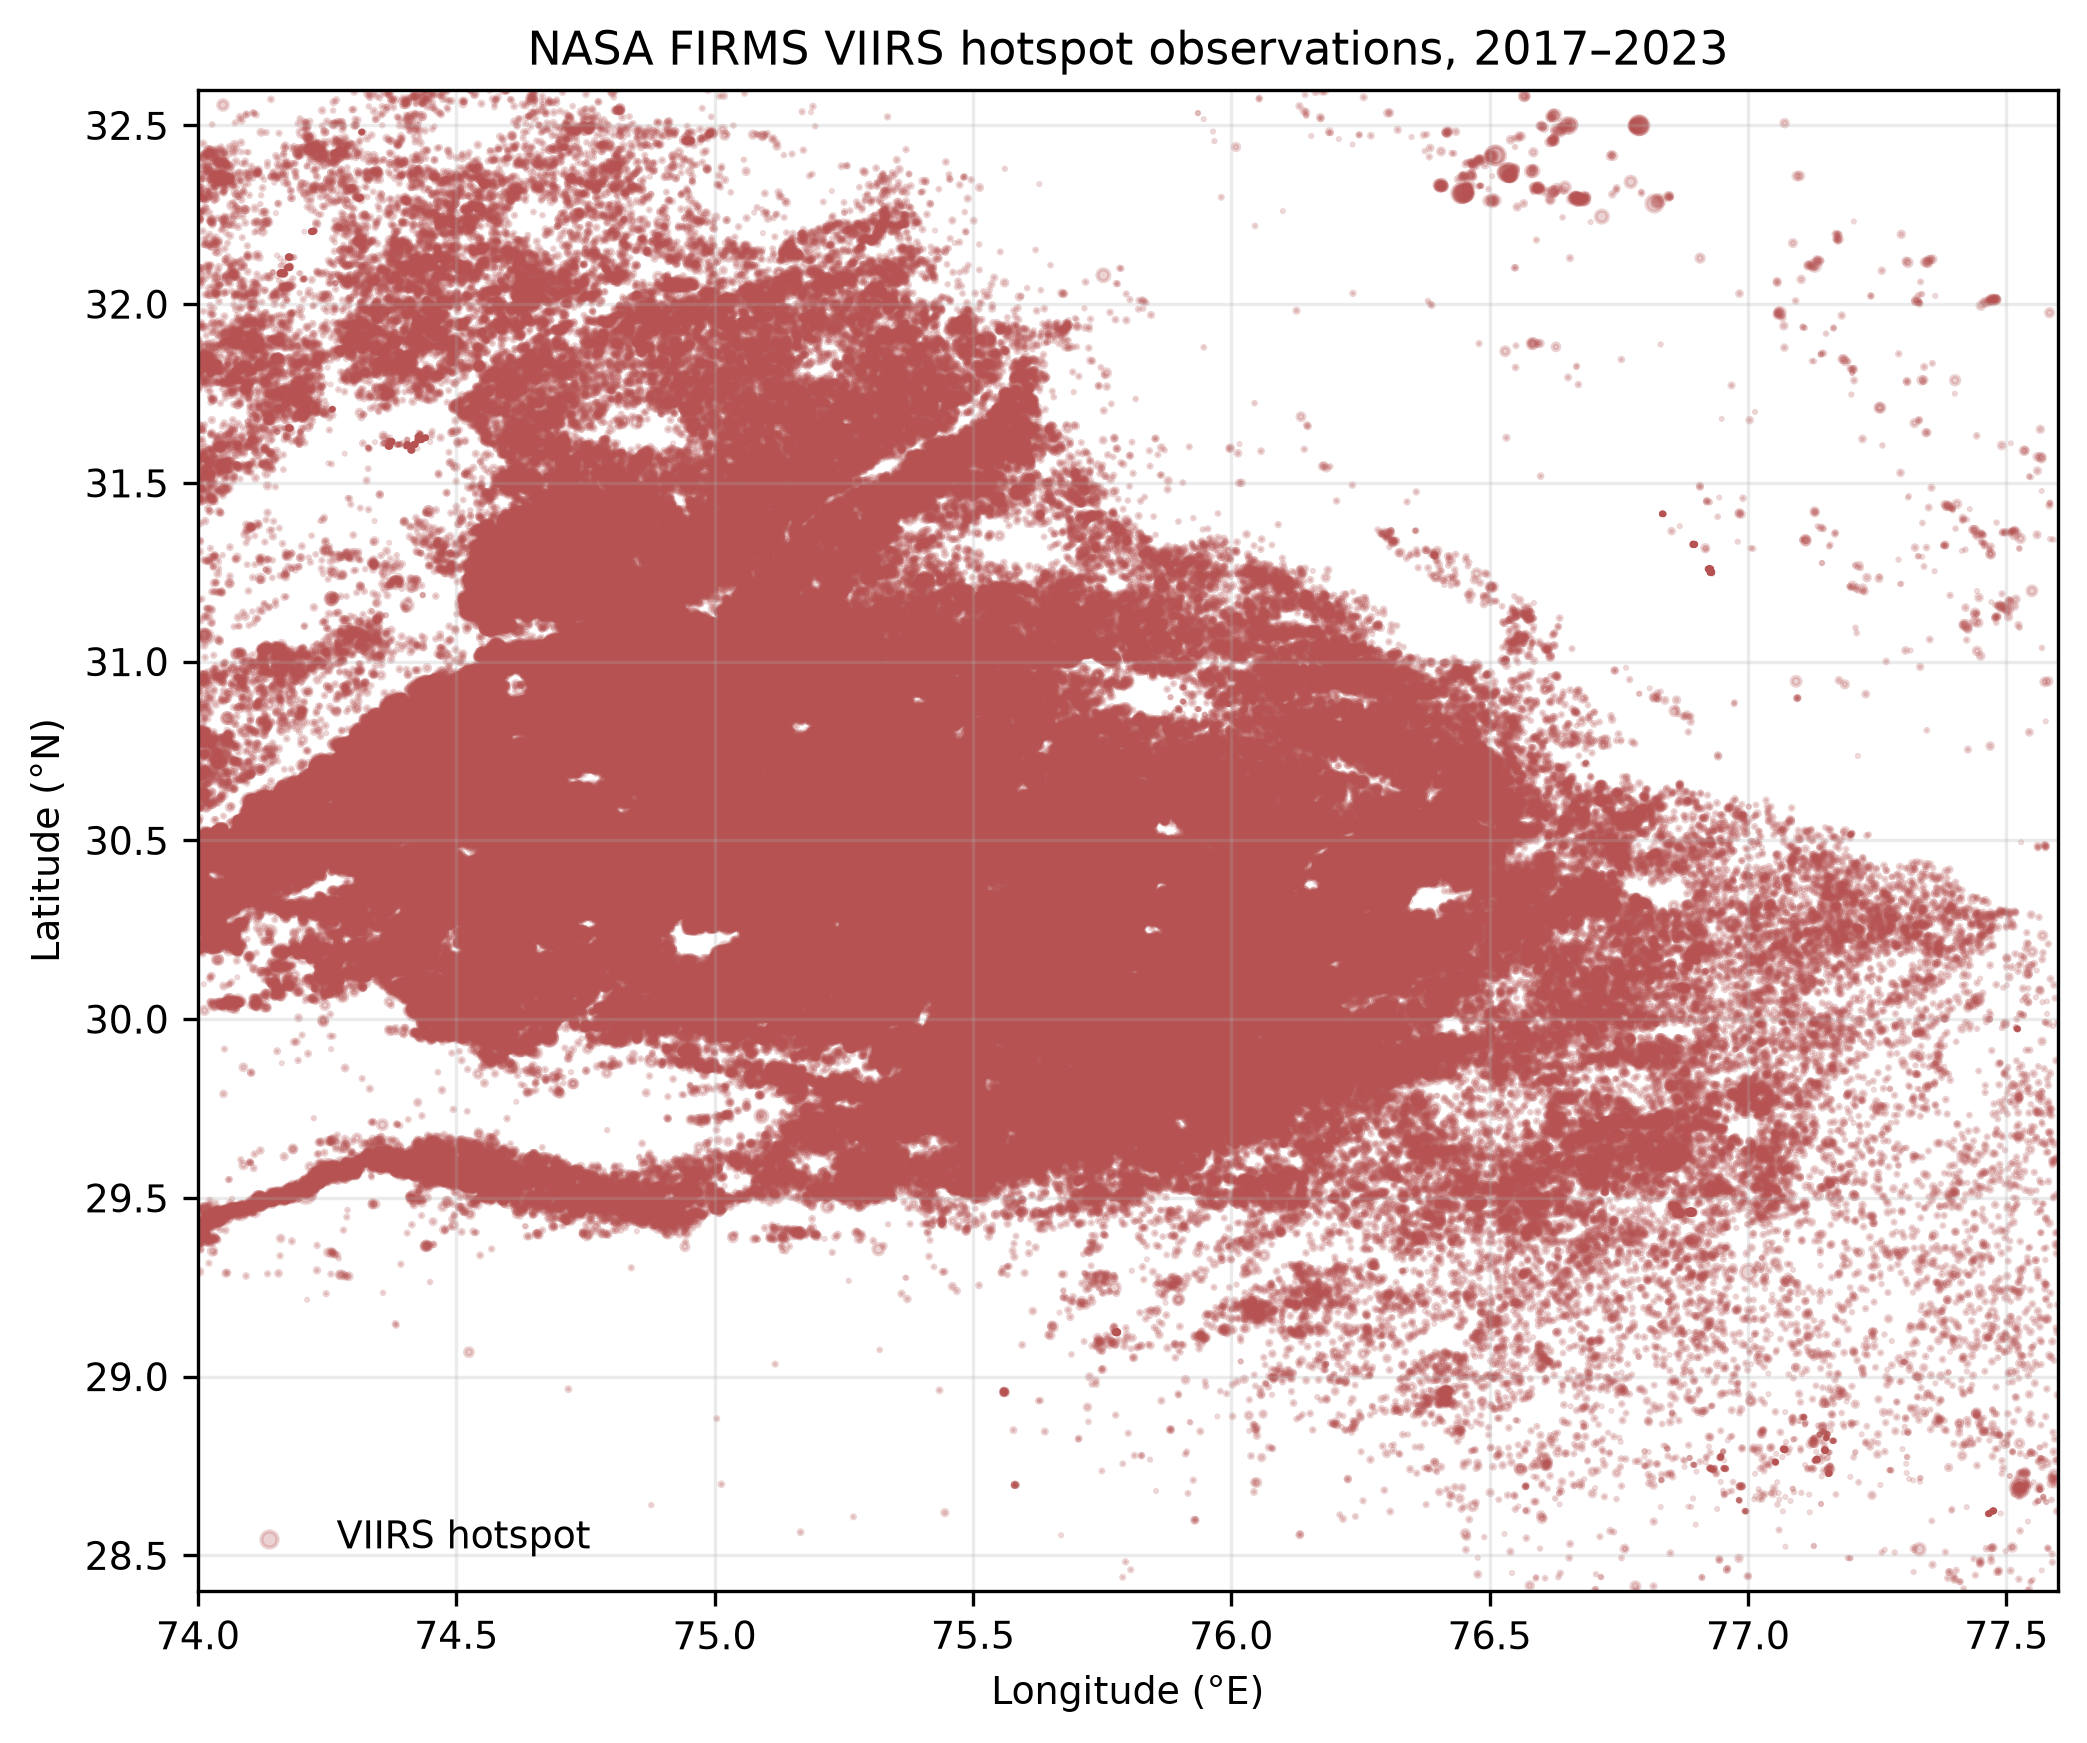 NASA FIRMS VIIRS hotspot observations, 2017–2023
32.5
32.0
31.5
31.0
30.5
30.0
29.5
29.0
28.5
Latitude (°N)
VIIRS hotspot
74.0 74.5 75.0 75.5 76.0 76.5 77.0 77.5
Longitude (°E)